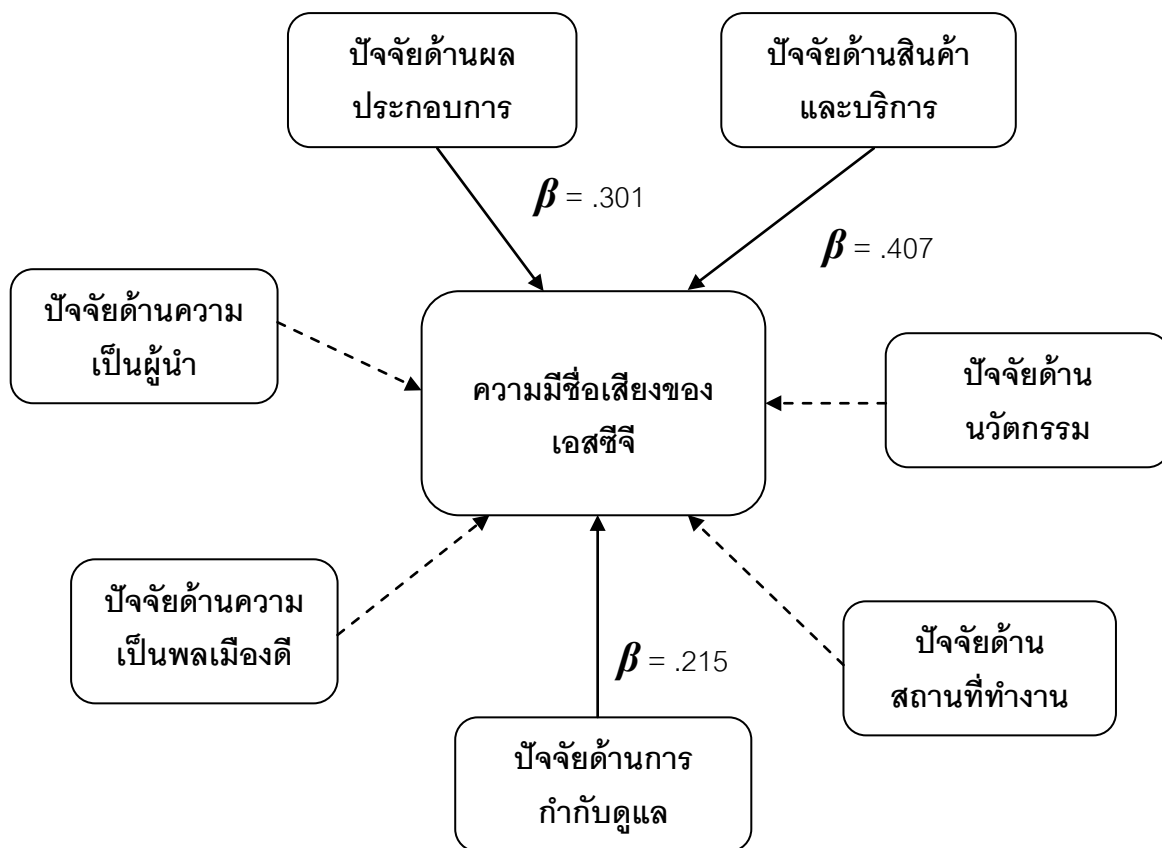 ปัจจัยด้านผล
ประกอบการ
ปัจจัยด้านสินค้า
และบริการ
β = .301
β = .407
ปัจจัยด้านความ
เป็นผู้นำ
ความมีชื่อเสียงของ
เอสซีจี
ปัจจัยด้าน
นวัตกรรม
ปัจจัยด้านความ
เป็นพลเมืองดี
β = .215
ปัจจัยด้าน
สถานที่ทำงาน
ปัจจัยด้านการ
กำกับดูแล